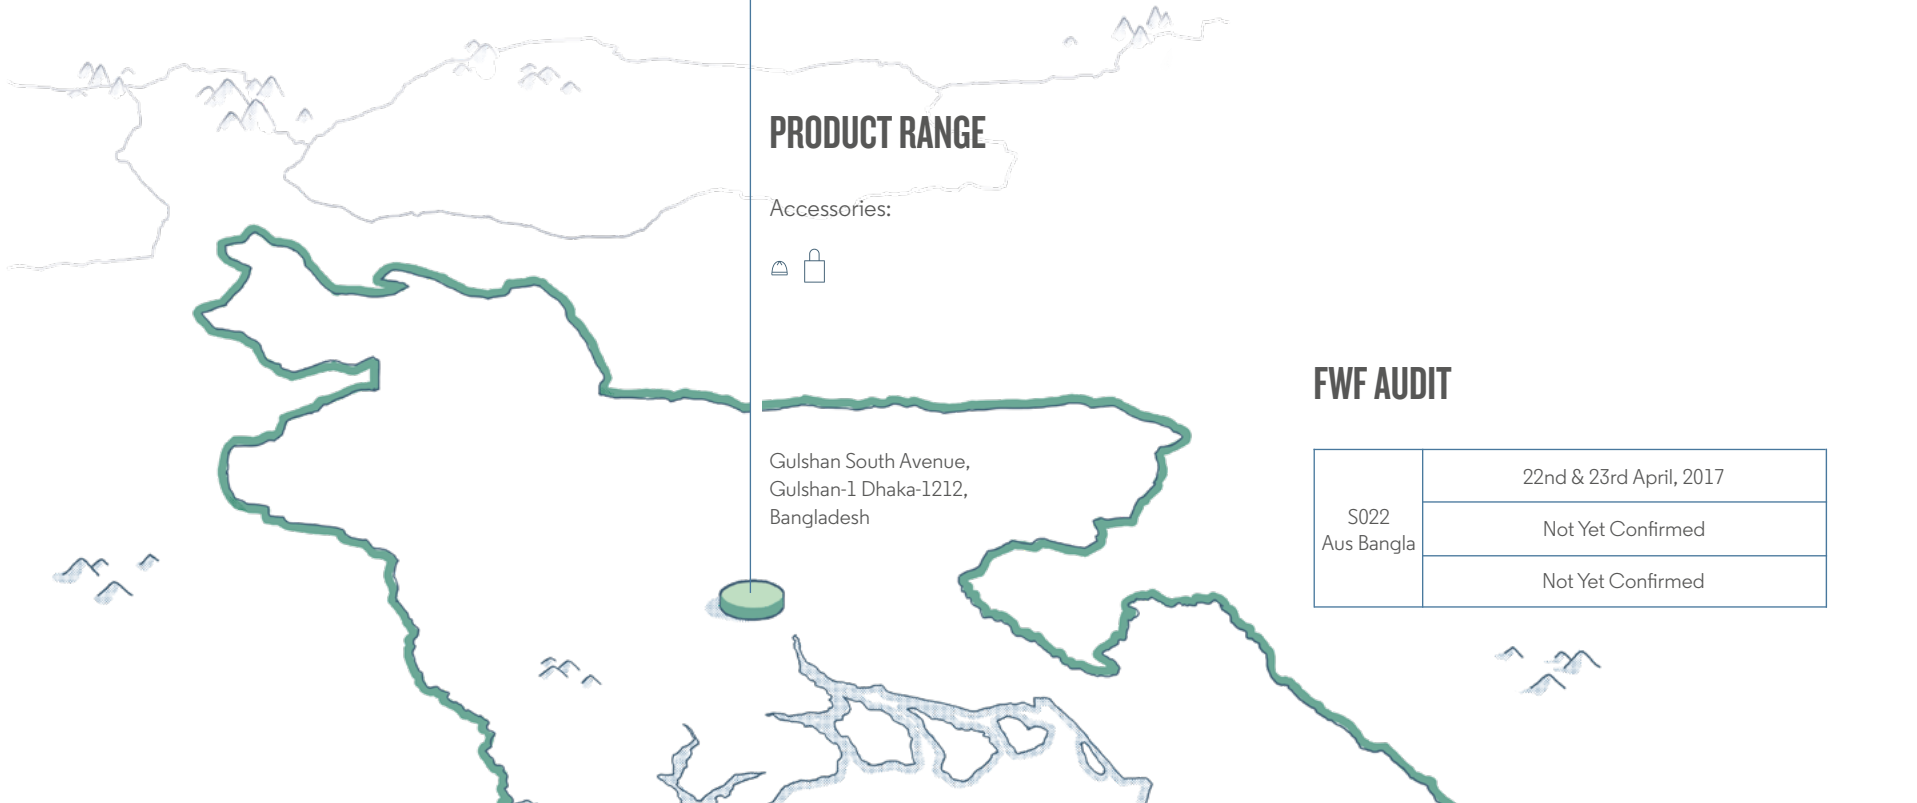 PRODUCT RANGE
Accessories:
Gulshan South Avenue,
Gulshan-1 Dhaka-1212,
Bangladesh
FWF AUDIT
S022
Aus Bangla
22nd & 23rd April, 2017
Not Yet Confirmed
Not Yet Confirmed